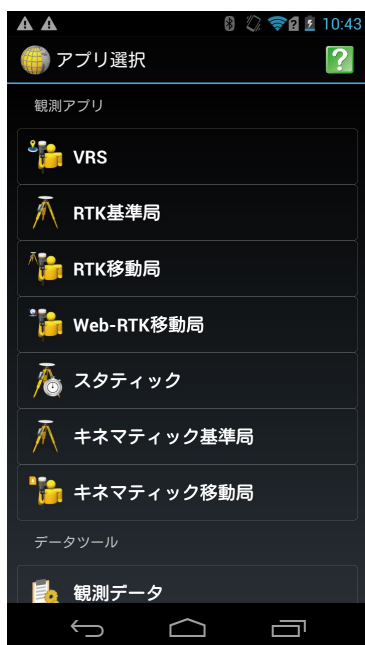 10:43
アプリ選択
?
観測アプリ
VRS
RTK基準局
RTK移動局
Web-RTK移動局
スタティック
キネマティック基準局
キネマティック移動局
データツール
観測データ